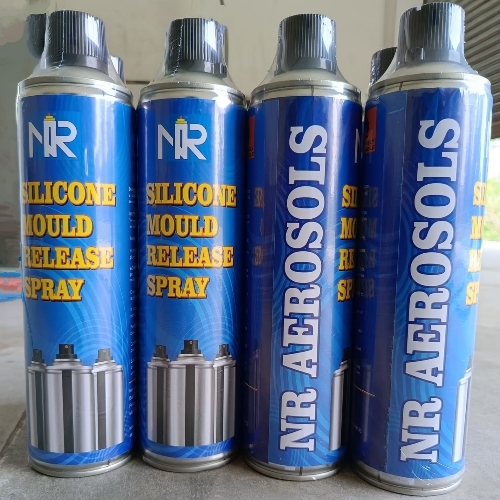 NR
SILICONE
MOULD
RELEASE
SPRAY
NR
SILICONE
MOULD
RELEASE
SPRAY
NR AEROSOLS
NR AEROSOLS